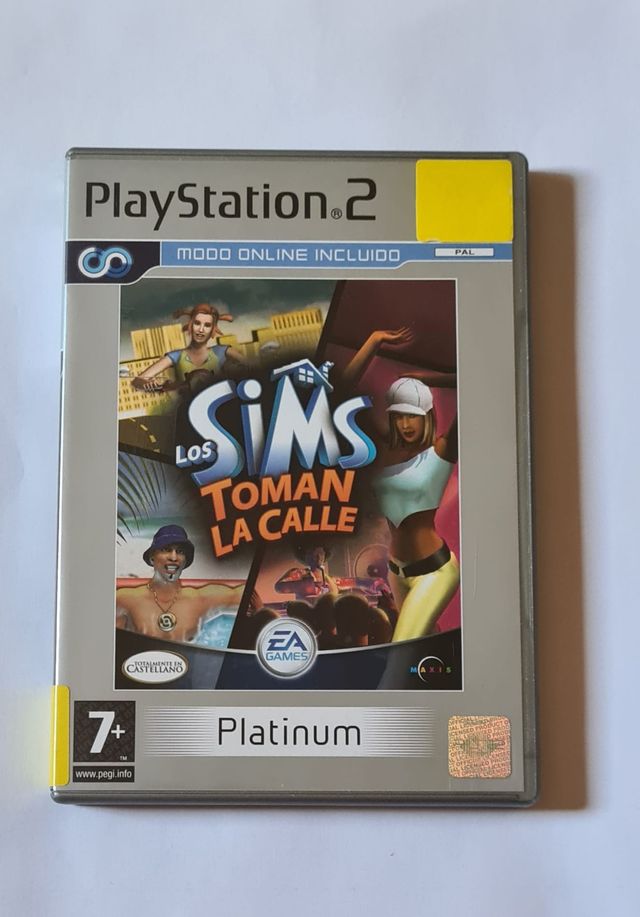 PlayStation®2
MODO ONLINE INCLUIDO
PAL
LOS SiMS
TOMAN
LA CALLE
TOTALMENTE EN
CASTELLANO
EA
GAMES
MAXIS
7+
TM
www.pegi.info
Platinum